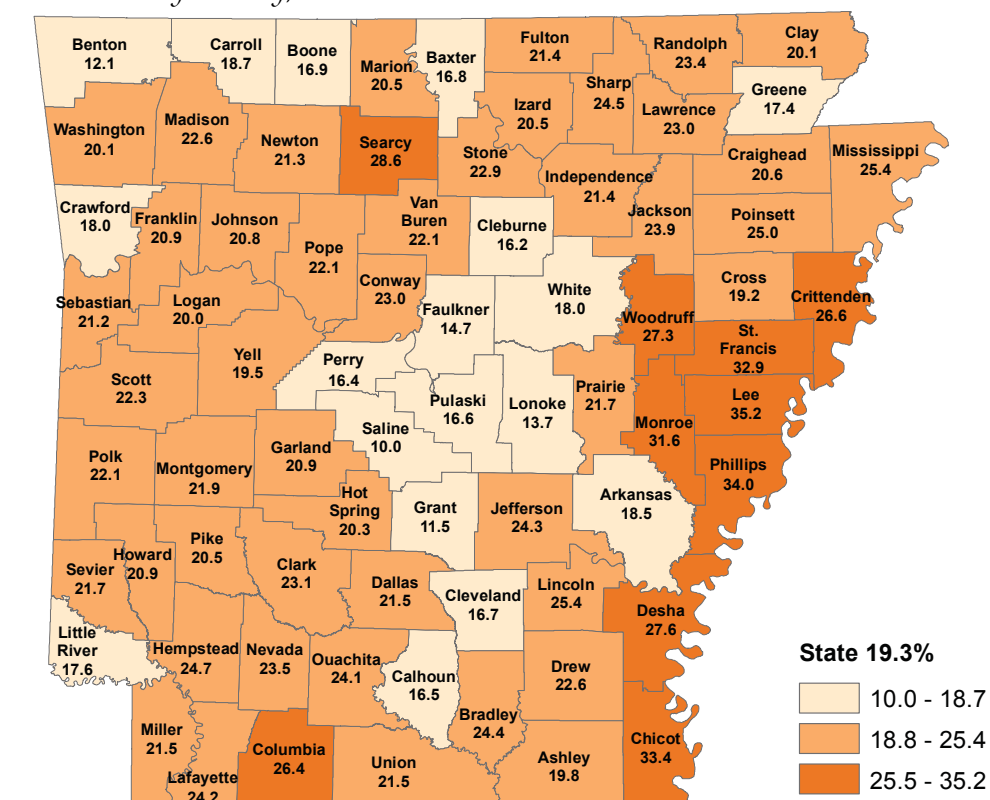 Benton
12.1
Carroll
18.7
Boone
16.9
Marion
20.5
Baxter
16.8
Fulton
21.4
Randolph
23.4
Clay
20.1
Sharp
24.5
Greene
17.4
Izard
20.5
Lawrence
23.0
Washington
20.1
Madison
22.6
Newton
21.3
Searcy
28.6
Stone
22.9
Independence
21.4
Craighead
20.6
Mississippi
25.4
Crawford
18.0
Franklin
20.9
Johnson
20.8
Pope
22.1
Van
Buren
22.1
Cleburne
16.2
Jackson
23.9
Poinsett
25.0
Sebastian
21.2
Logan
20.0
Conway
23.0
Faulkner
14.7
White
18.0
Woodruff
27.3
Cross
19.2
Crittenden
26.6
St.
Francis
32.9
Scott
22.3
Yell
19.5
Perry
16.4
Saline
10.0
Pulaski
16.6
Lonoke
13.7
Prairie
21.7
Monroe
31.6
Lee
35.2
Phillips
34.0
Polk
22.1
Montgomery
21.9
Garland
20.9
Hot
Spring
20.3
Grant
11.5
Jefferson
24.3
Arkansas
18.5
Sevier
21.7
Howard
20.9
Pike
20.5
Clark
23.1
Dallas
21.5
Cleveland
16.7
Lincoln
25.4
Desha
27.6
Little
River
17.6
Hempstead
24.7
Nevada
23.5
Ouachita
24.1
Calhoun
16.5
Bradley
24.4
Drew
22.6
Chicot
33.4
Miller
21.5
Lafayette
24.2
Columbia
26.4
Union
21.5
Ashley
19.8
State 19.3%
10.0 - 18.7
18.8 - 25.4
25.5 - 35.2